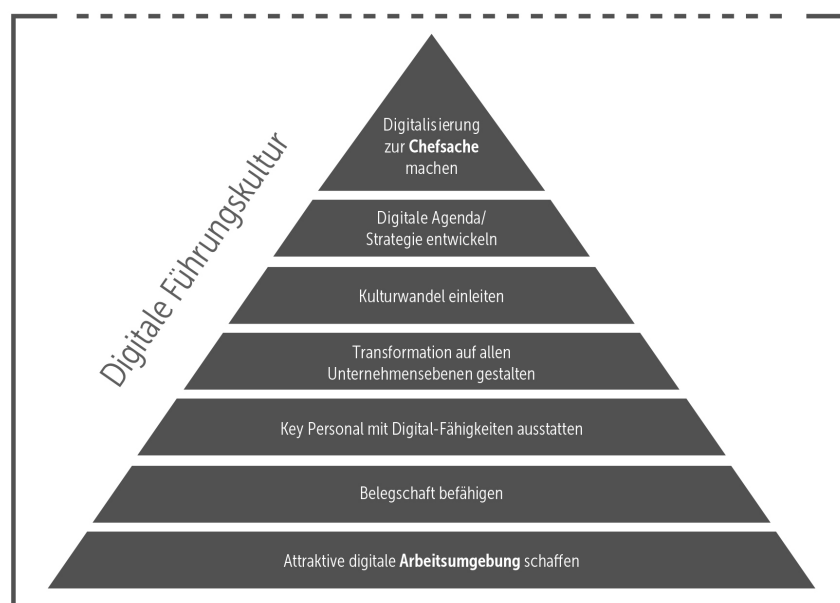 Digitale Führungskultur
Digitalisierung
zur Chefsache
machen
Digitale Agenda/
Strategie entwickeln
Kulturwandel einleiten
Transformation auf allen
Unternehmensebenen gestalten
Key Personal mit Digital-Fähigkeiten ausstatten
Belegschaft befähigen
Attraktive digitale Arbeitsumgebung schaffen